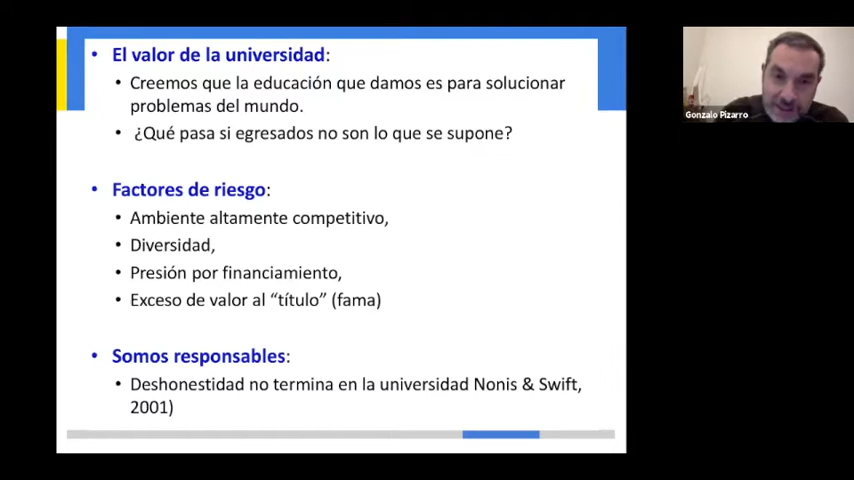 • El valor de la universidad:
• Creemos que la educación que damos es para solucionar
problemas del mundo.
• ¿Qué pasa si egresados no son lo que se supone?
• Factores de riesgo:
• Ambiente altamente competitivo,
• Diversidad,
• Presión por financiamiento,
• Exceso de valor al “título” (fama)
• Somos responsables:
• Deshonestidad no termina en la universidad Nonis & Swift,
2001)
Gonzalo Pizarro